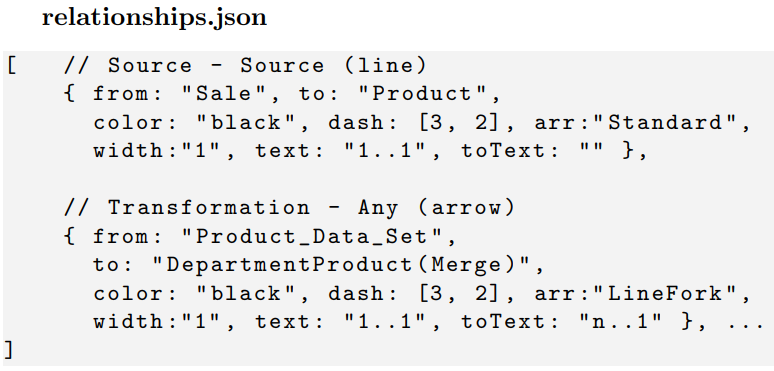 relationships.json
[   // Source - Source (line)
    { from: "Sale", to: "Product",
      color: "black", dash: [3, 2], arr:"Standard",
      width:"1", text: "1..1", toText: "" },

    // Transformation - Any (arrow)
    { from: "Product_Data_Set",
      to: "DepartmentProduct(Merge)",
      color: "black", dash: [3, 2], arr:"LineFork",
      width:"1", text: "1..1", toText: "n..1" }, ...
]